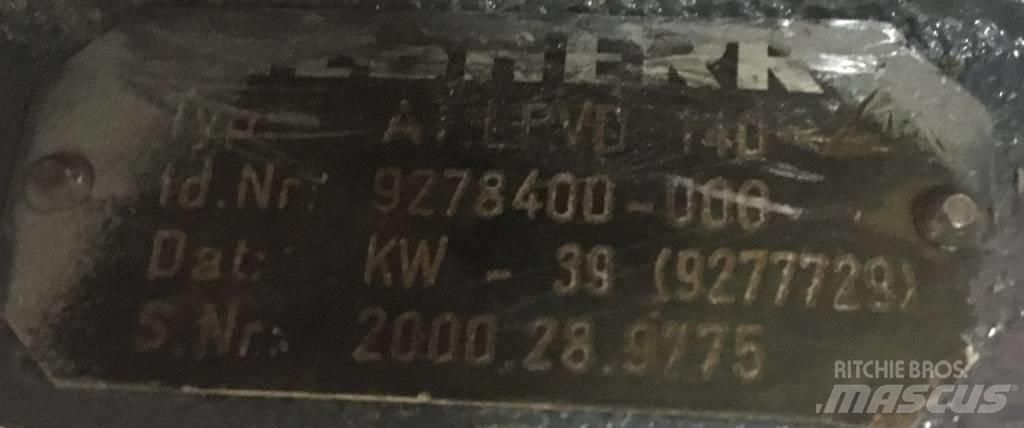 Typ A LPVD 140
Id.Nr: 9278400-000
Dat: KW - 39 (9277729)
S.Nr.: 2000.28.9775
RITCHIE BROS.
MASCUS